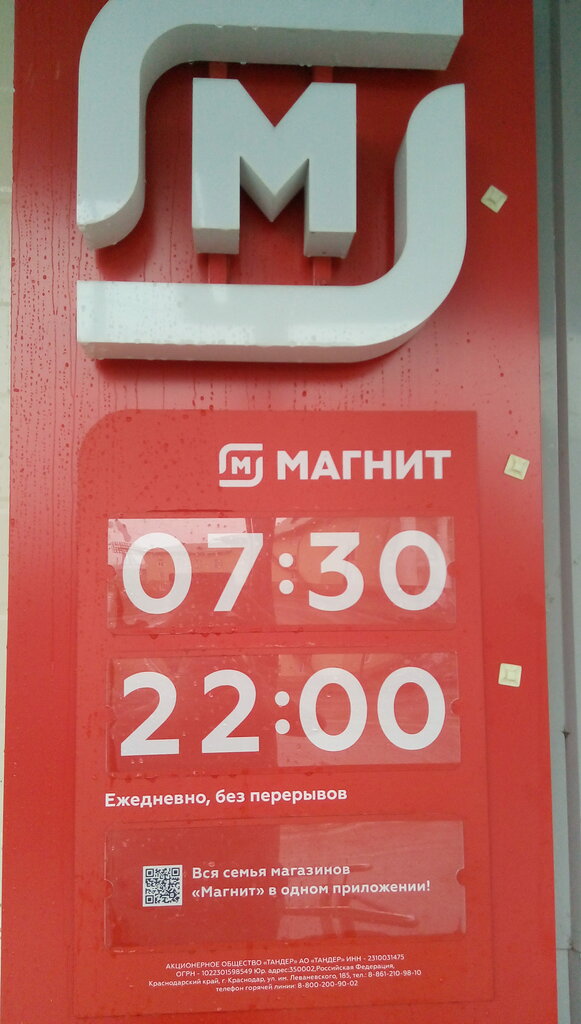 М
М МАГНИТ
07:30
22:00
Ежедневно, без перерывов
Вся семья магазинов
«Магнит» в одном приложении!
АКЦИОНЕРНОЕ ОБЩЕСТВО «ТАНДЕР» АО «ТАНДЕР» ИНН - 2310031475
ОГРН - 1022301598549 Юр. адрес:350002,Российская Федерация,
Краснодарский край, г. Краснодар, ул. им. Леваневского, 185, тел.: 8-861-210-98-10
телефон горячей линии: 8-800-200-90-02